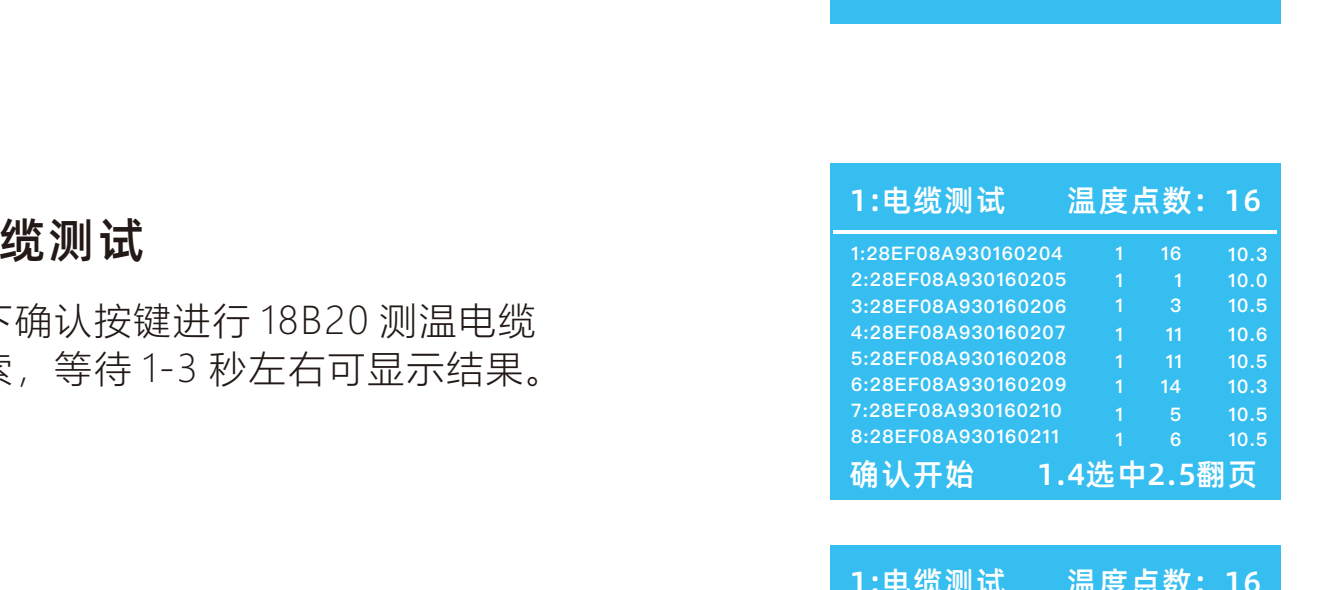 缆测试
下确认按键进行 18B20 测温电缆
索，等待 1-3 秒左右可显示结果。
1:电缆测试 温度点数：16
1:28EF08A930160204 1 16 10.3
2:28EF08A930160205 1 1 10.0
3:28EF08A930160206 1 3 10.5
4:28EF08A930160207 1 11 10.6
5:28EF08A930160208 1 11 10.5
6:28EF08A930160209 1 14 10.3
7:28EF08A930160210 1 5 10.5
8:28EF08A930160211 1 6 10.5
确认开始 1.4选中2.5翻页
1:电缆测试 温度点数：16